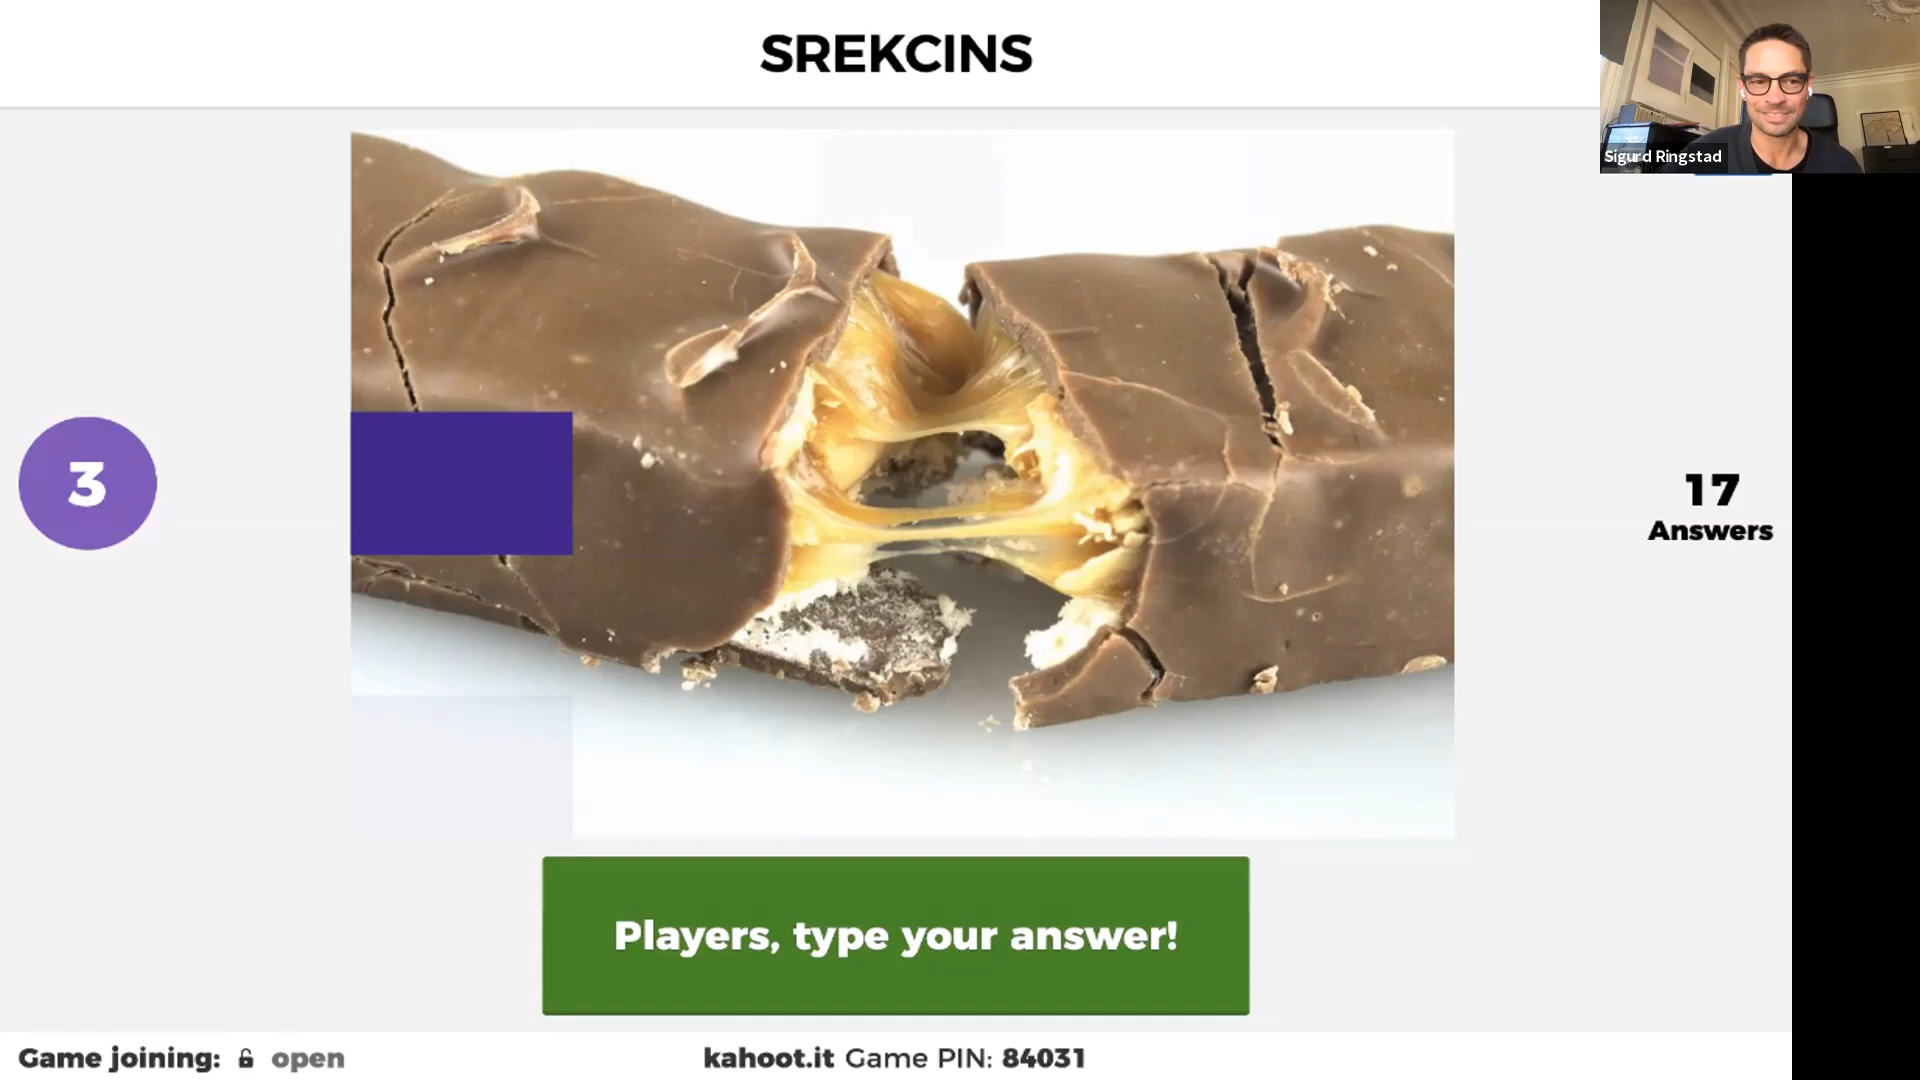 SREKCINS
Sigurd Ringstad
3
17
Answers
Players, type your answer!
Game joining: open
kahoot.it Game PIN: 84031